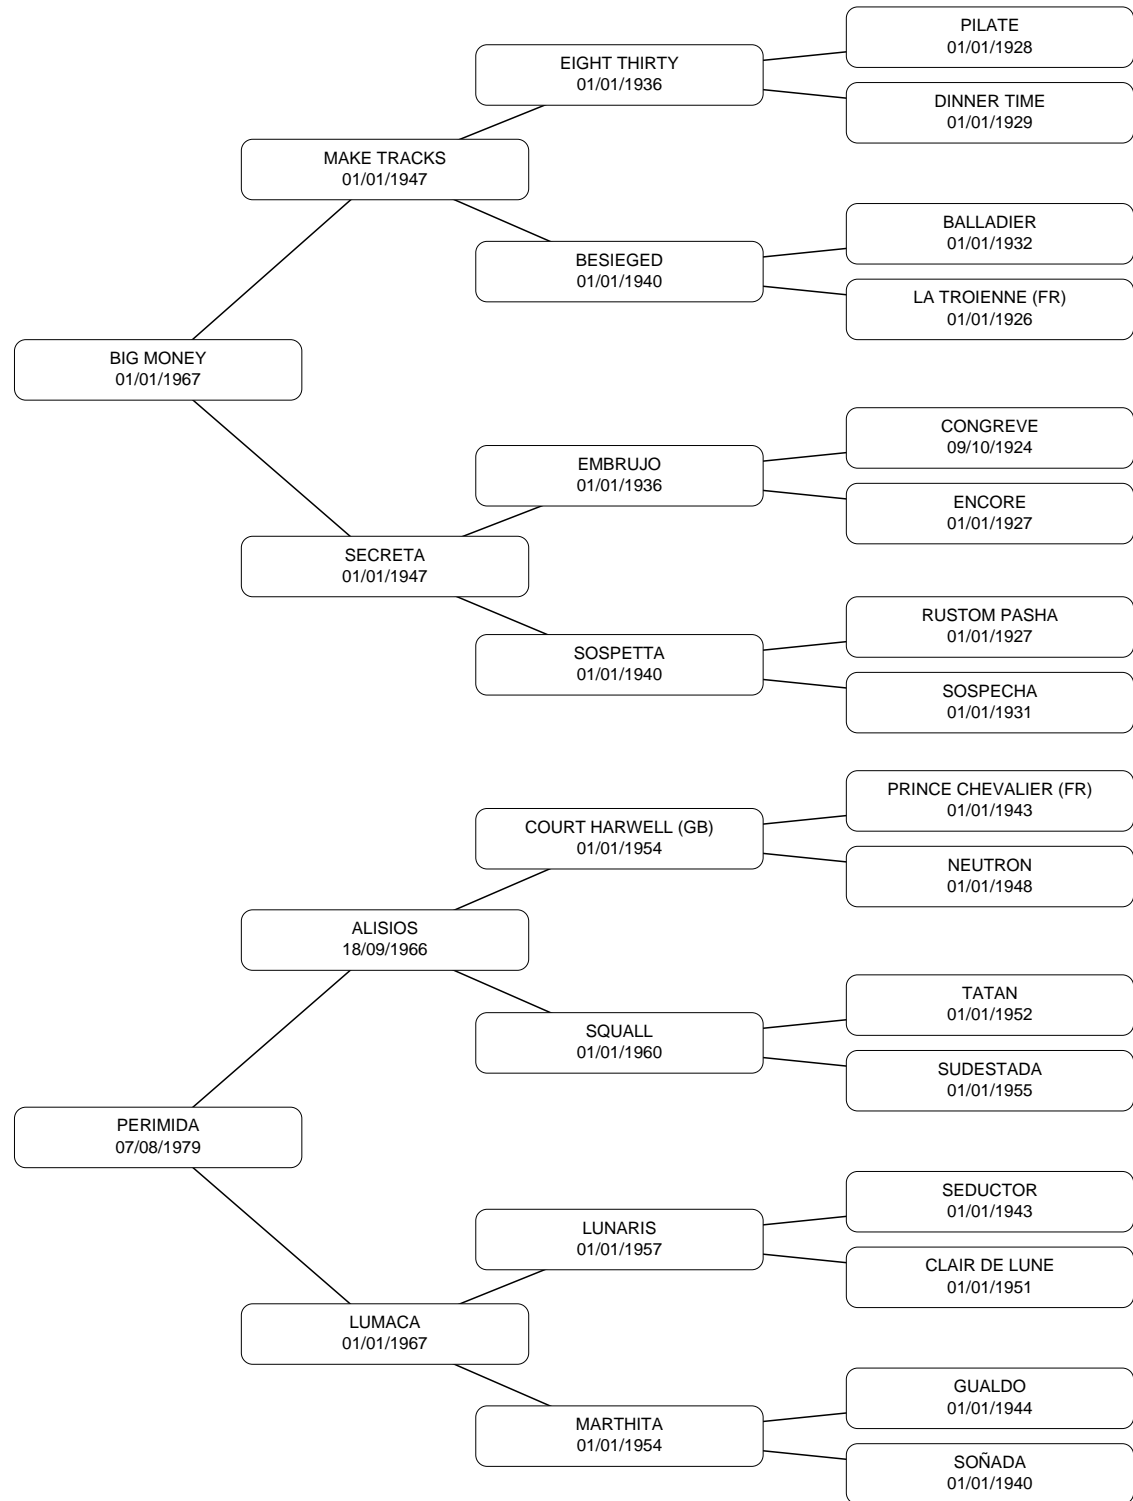 PILATE
01/01/1928
EIGHT THIRTY
01/01/1936
DINNER TIME
01/01/1929
MAKE TRACKS
01/01/1947
BALLADIER
01/01/1932
BESIEGED
01/01/1940
LA TROIENNE (FR)
01/01/1926
BIG MONEY
01/01/1967
CONGREVE
09/10/1924
EMBRUJO
01/01/1936
ENCORE
01/01/1927
SECRETA
01/01/1947
RUSTOM PASHA
01/01/1927
SOSPETTA
01/01/1940
SOSPECHA
01/01/1931
PRINCE CHEVALIER (FR)
01/01/1943
COURT HARWELL (GB)
01/01/1954
NEUTRON
01/01/1948
ALISIOS
18/09/1966
TATAN
01/01/1952
SQUALL
01/01/1960
SUDESTADA
01/01/1955
PERIMIDA
07/08/1979
SEDUCTOR
01/01/1943
LUNARIS
01/01/1957
CLAIR DE LUNE
01/01/1951
LUMACA
01/01/1967
GUALDO
01/01/1944
MARTHITA
01/01/1954
SOÑADA
01/01/1940